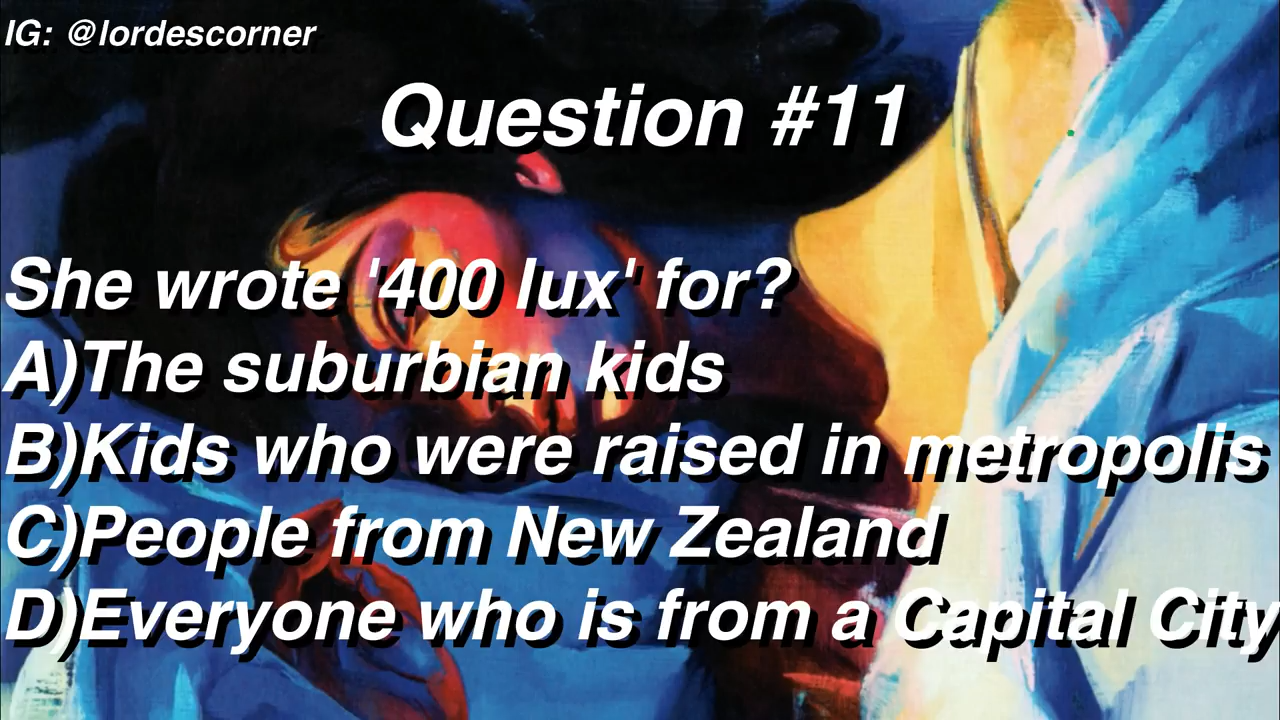 IG: @lordescorner
Question #11
She wrote '400 lux' for?
A)The suburbian kids
B)Kids who were raised in metropolis
C)People from New Zealand
D)Everyone who is from a Capital City